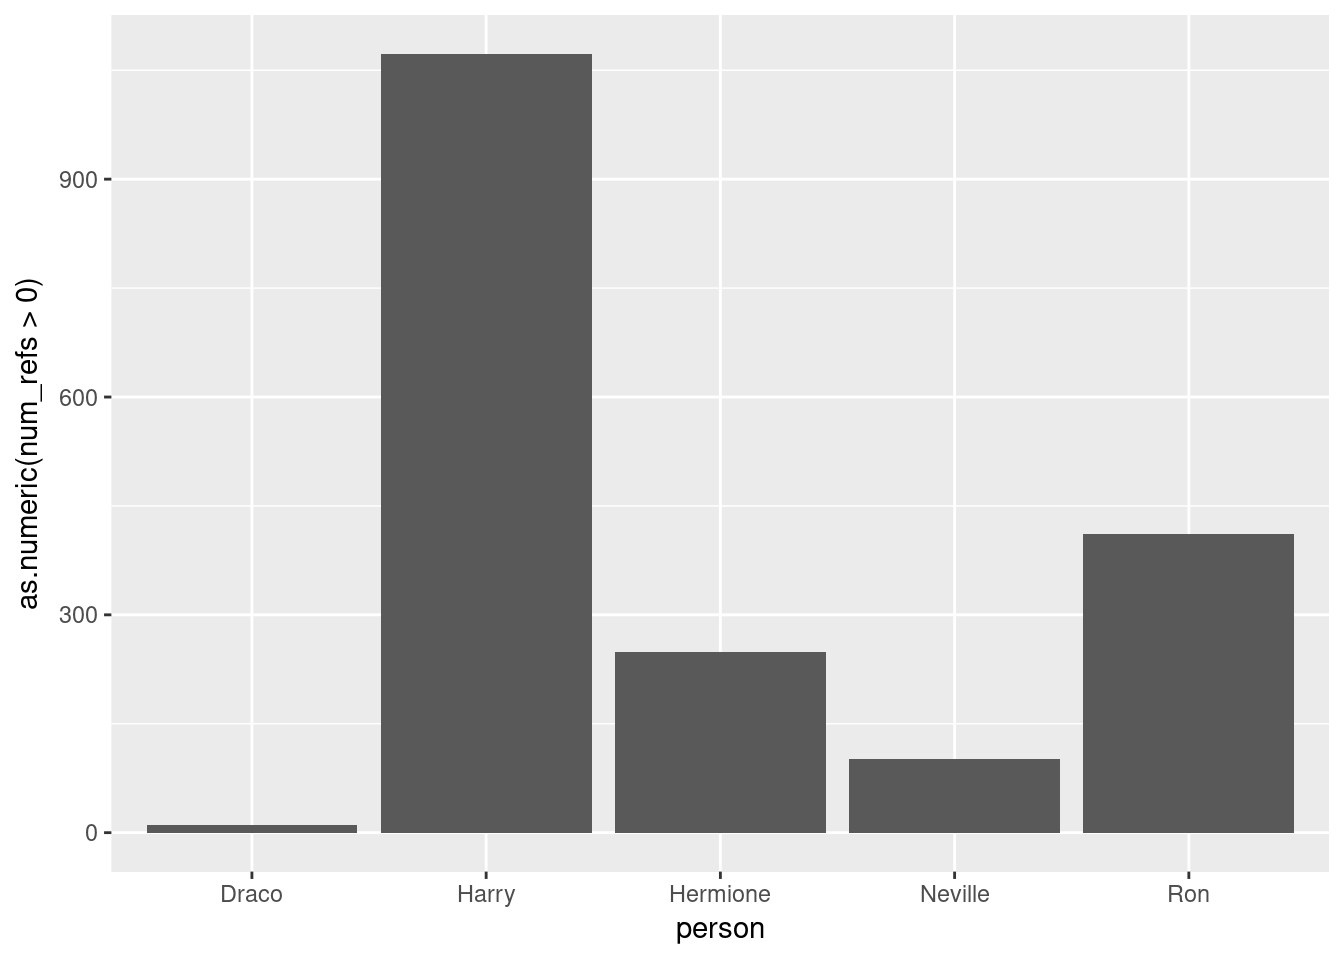 as.numeric(num_refs > 0)
900
600
300
0
Draco
Harry
Hermione
Neville
Ron
person